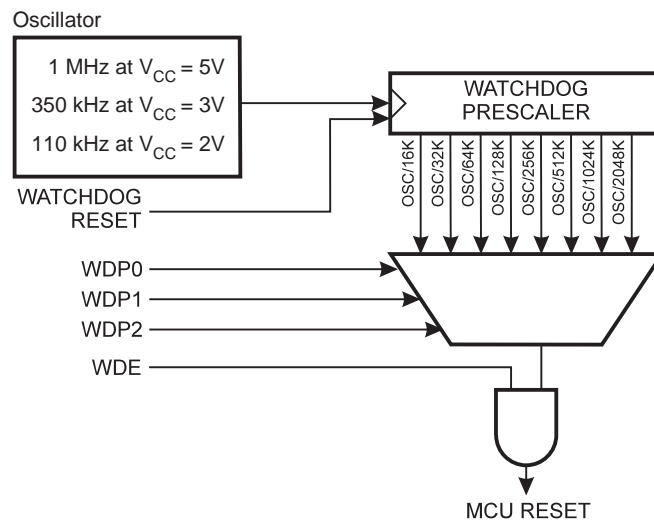 Oscillator
1 MHz at VCC = 5V
350 kHz at VCC = 3V
110 kHz at VCC = 2V
WATCHDOG
PRESCALER
OSC/16K
OSC/32K
OSC/64K
OSC/128K
OSC/256K
OSC/512K
OSC/1024K
OSC/2048K
WATCHDOG
RESET
WDP0
WDP1
WDP2
WDE
MCU RESET